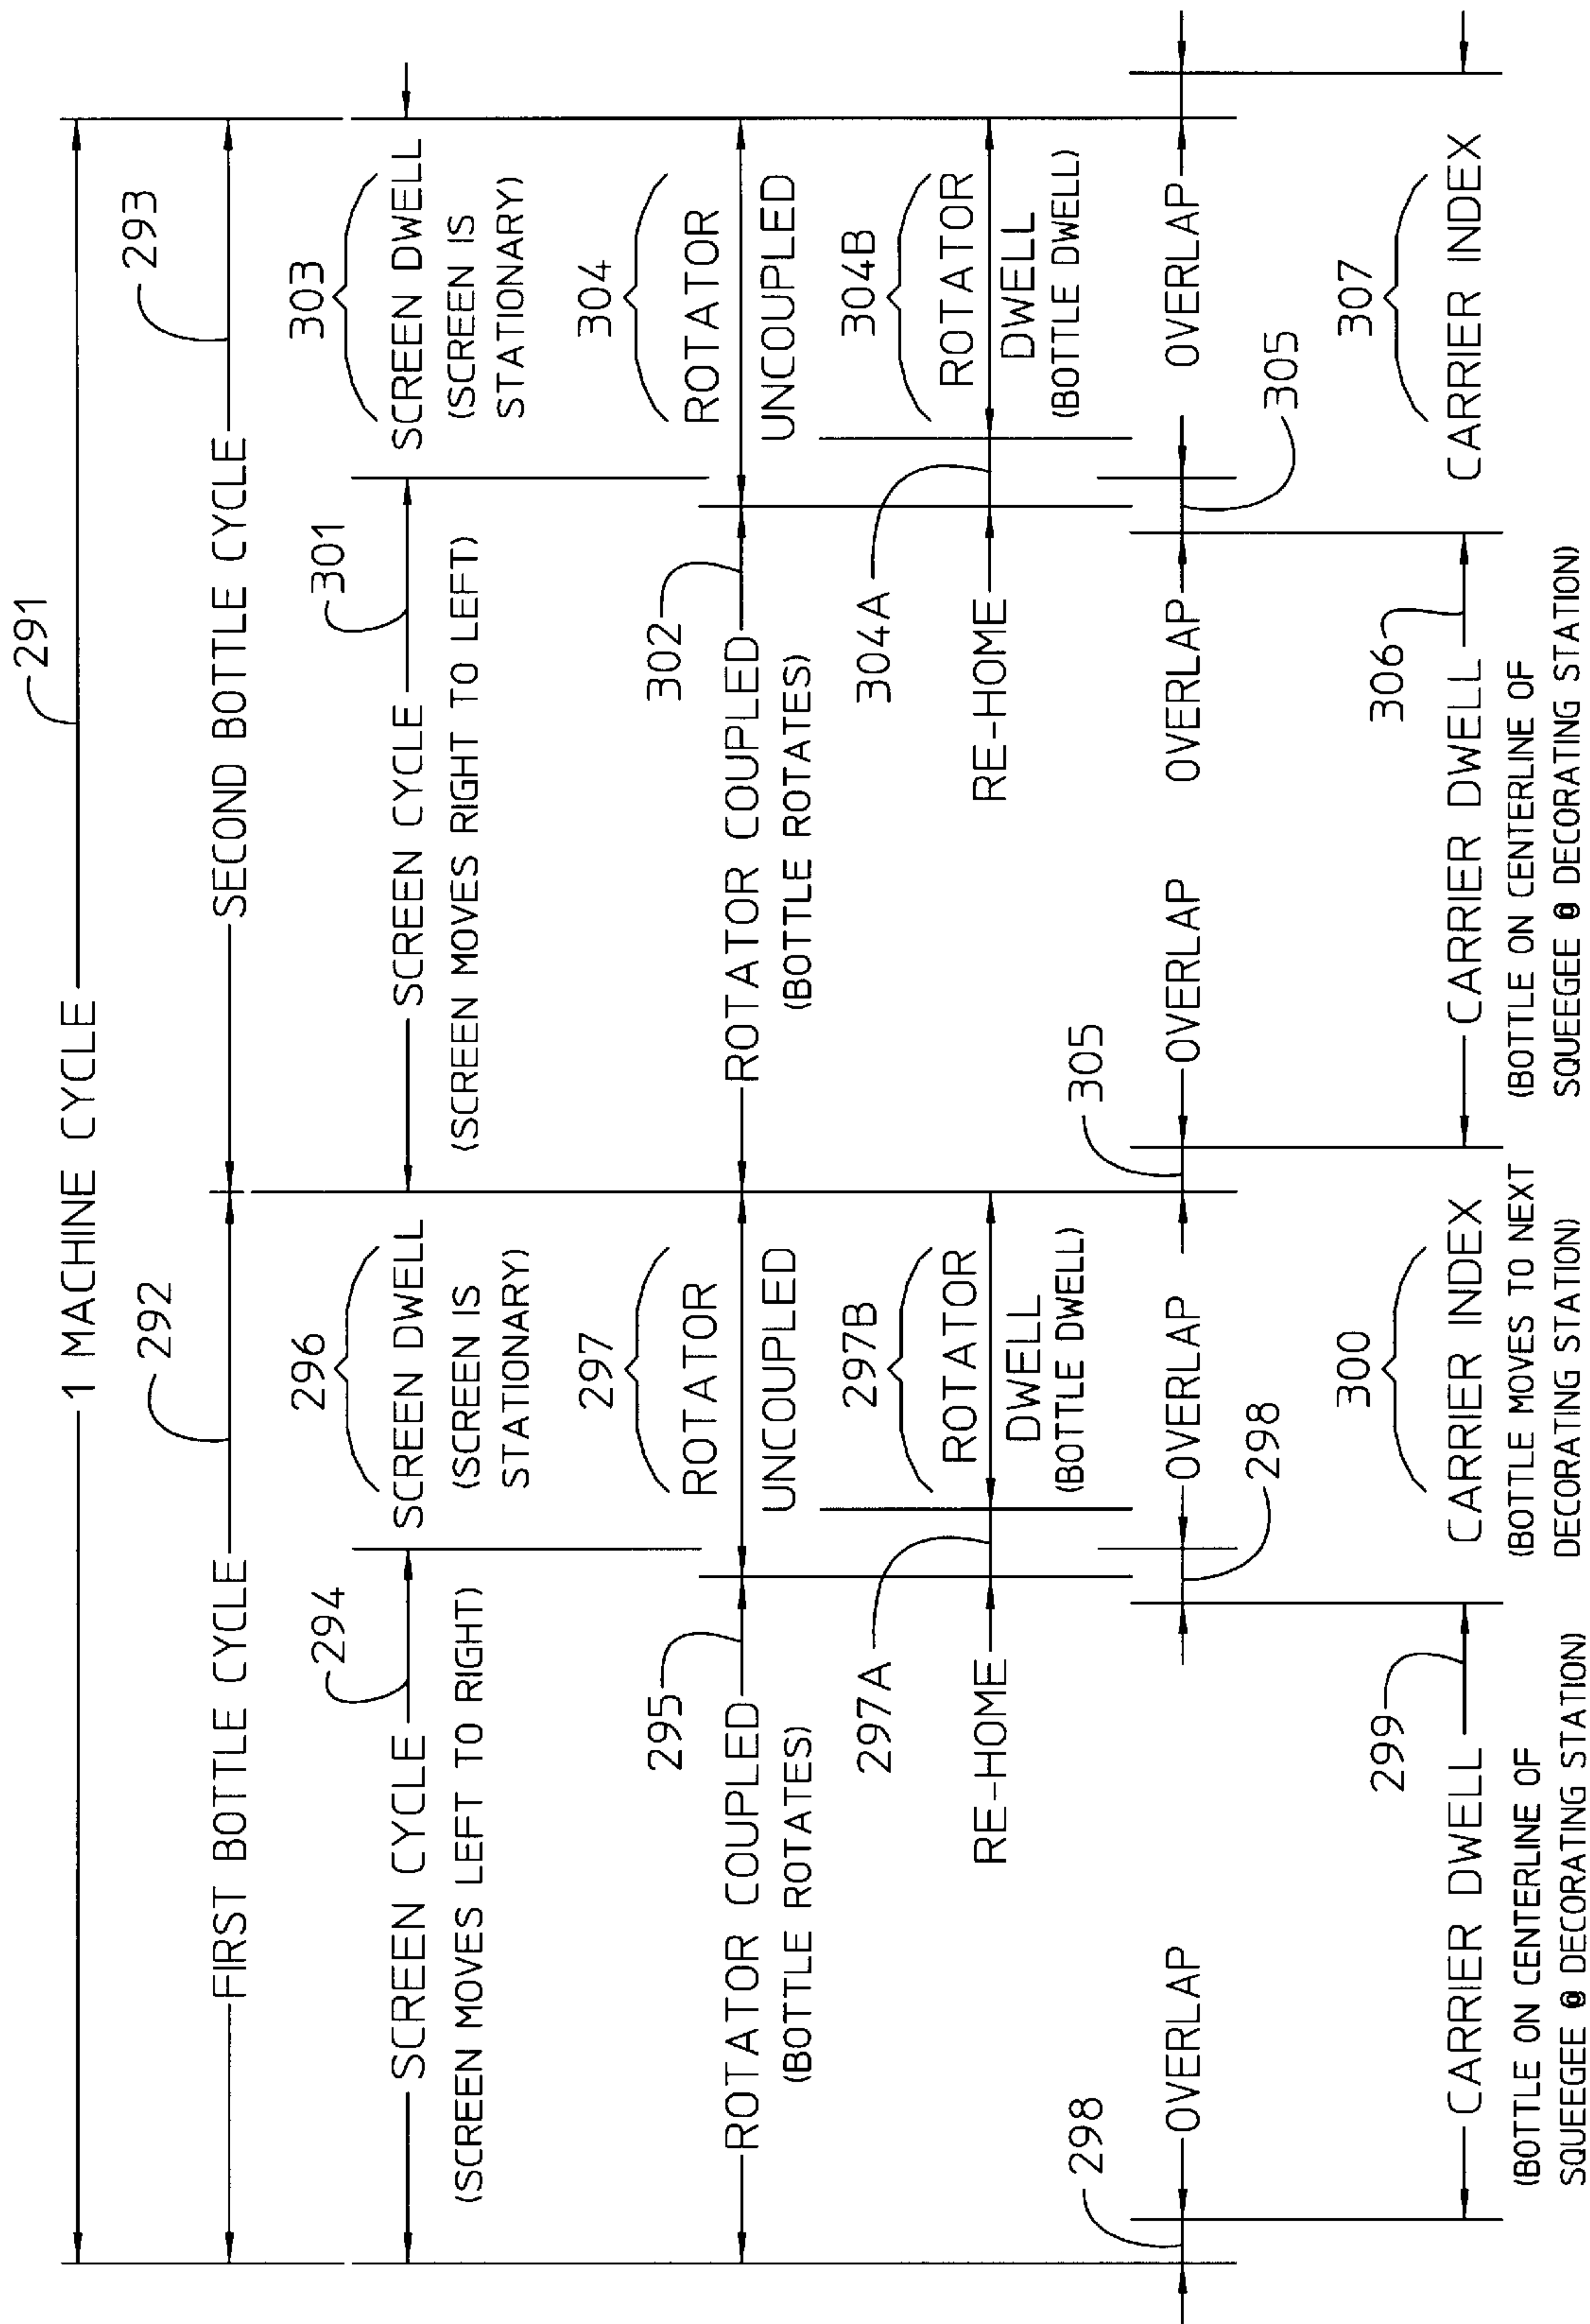 291
1 MACHINE CYCLE
292
293
FIRST BOTTLE CYCLE
SECOND BOTTLE CYCLE
294
296
301
303
SCREEN CYCLE
SCREEN DWELL
SCREEN CYCLE
SCREEN DWELL
(SCREEN MOVES LEFT TO RIGHT)
(SCREEN IS
STATIONARY)
(SCREEN MOVES RIGHT TO LEFT)
(SCREEN IS
STATIONARY)
295
297
302
304
ROTATOR COUPLED
(BOTTLE ROTATES)
ROTATOR
UNCOUPLED
ROTATOR COUPLED
(BOTTLE ROTATES)
ROTATOR
UNCOUPLED
297A
297B
304A
304B
RE-HOME
ROTATOR
DWELL
(BOTTLE DWELL)
RE-HOME
ROTATOR
DWELL
(BOTTLE DWELL)
298
305
OVERLAP
OVERLAP
OVERLAP
OVERLAP
OVERLAP
298
305
299
300
306
307
CARRIER DWELL
CARRIER INDEX
CARRIER DWELL
CARRIER INDEX
(BOTTLE ON CENTERLINE OF
SQUEEGEE @ DECORATING STATION)
(BOTTLE MOVES TO NEXT
DECORATING STATION)
(BOTTLE ON CENTERLINE OF
SQUEEGEE @ DECORATING STATION)